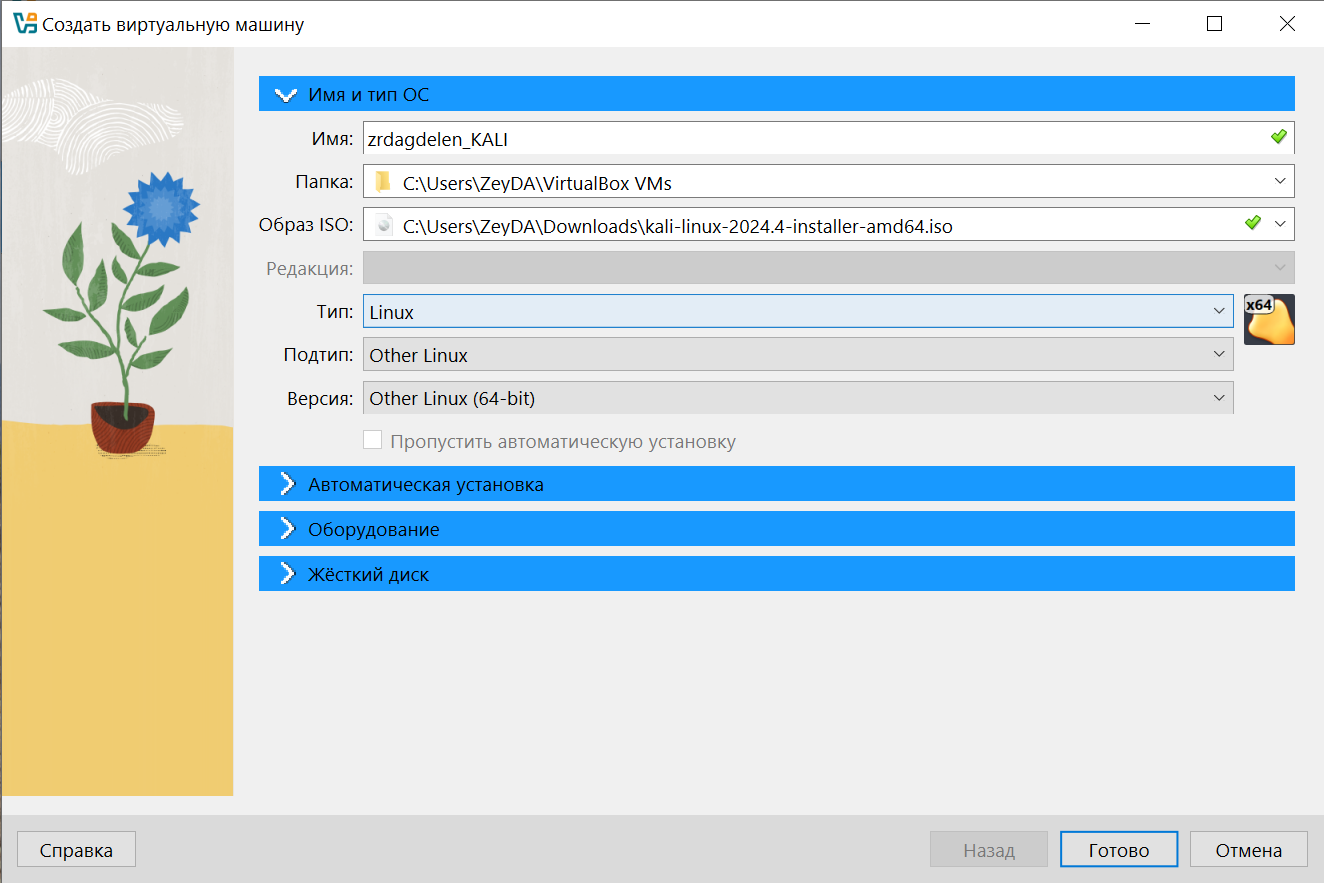 Создать виртуальную машину
Имя и тип ОС
Имя: zrdagdelen_KALI
Папка: C:\Users\ZeyDA\VirtualBox VMs
Образ ISO: C:\Users\ZeyDA\Downloads\kali-linux-2024.4-installer-amd64.iso
Редакция:
Тип: Linux x64
Подтип: Other Linux
Версия: Other Linux (64-bit)
Пропустить автоматическую установку
Автоматическая установка
Оборудование
Жёсткий диск
Справка Назад Готово Отмена